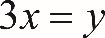 3x = y